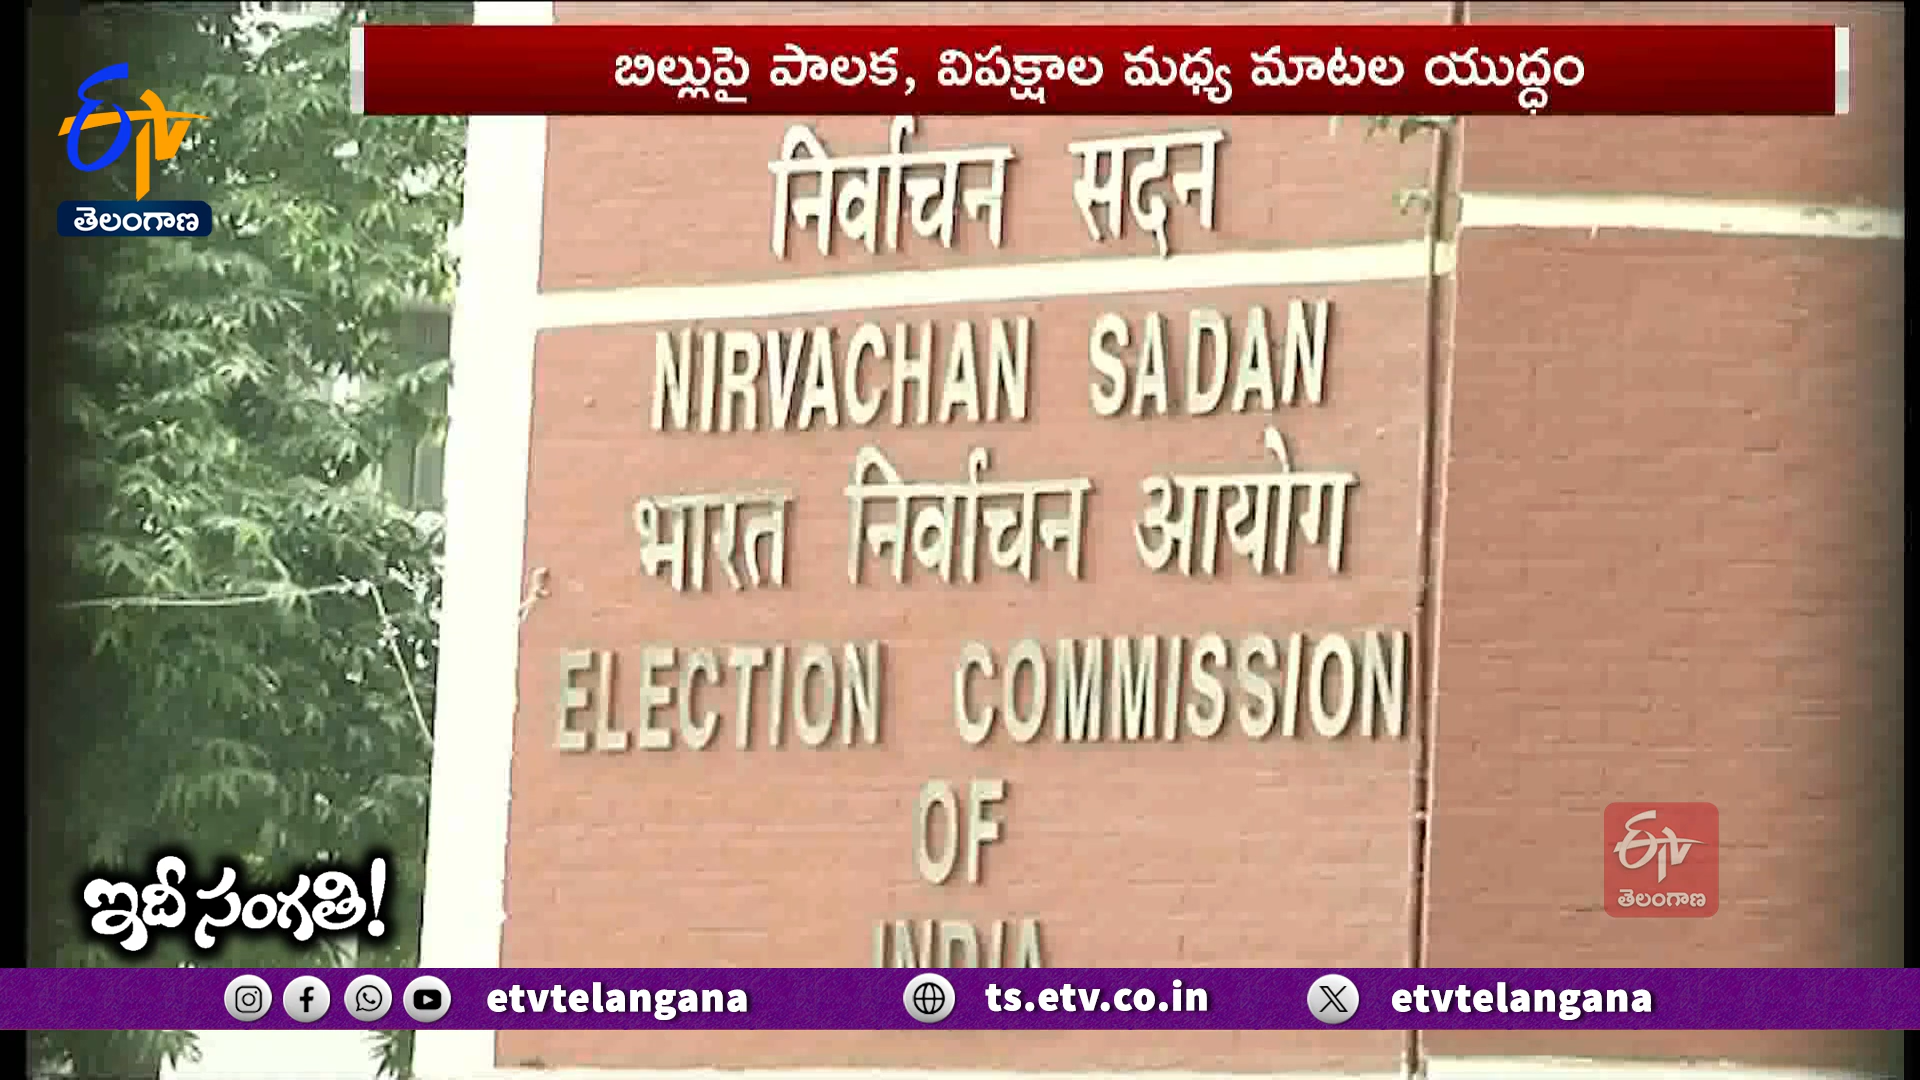 బిల్లుపై పాలక, విపక్షాల మధ్య మాటల యుద్ధం
ETV
తెలంగాణ
निर्वाचन सदन
NIRVACHAN SADAN
भारत निर्वाचन आयोग
ELECTION COMMISSION
OF
INDIA
ETV
తెలంగాణ
ఇదీ సంగతి!
etvtelangana
ts.etv.co.in
etvtelangana